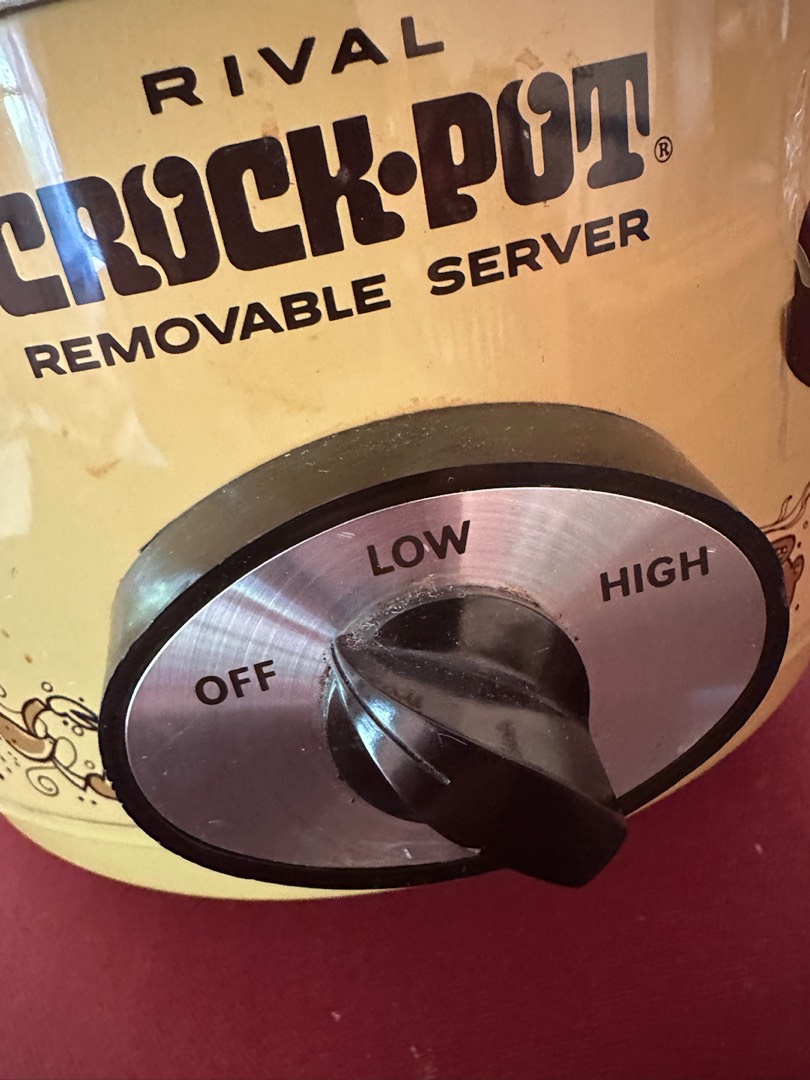 RIVAL
CROCK•POT®
REMOVABLE SERVER
LOW
HIGH
OFF